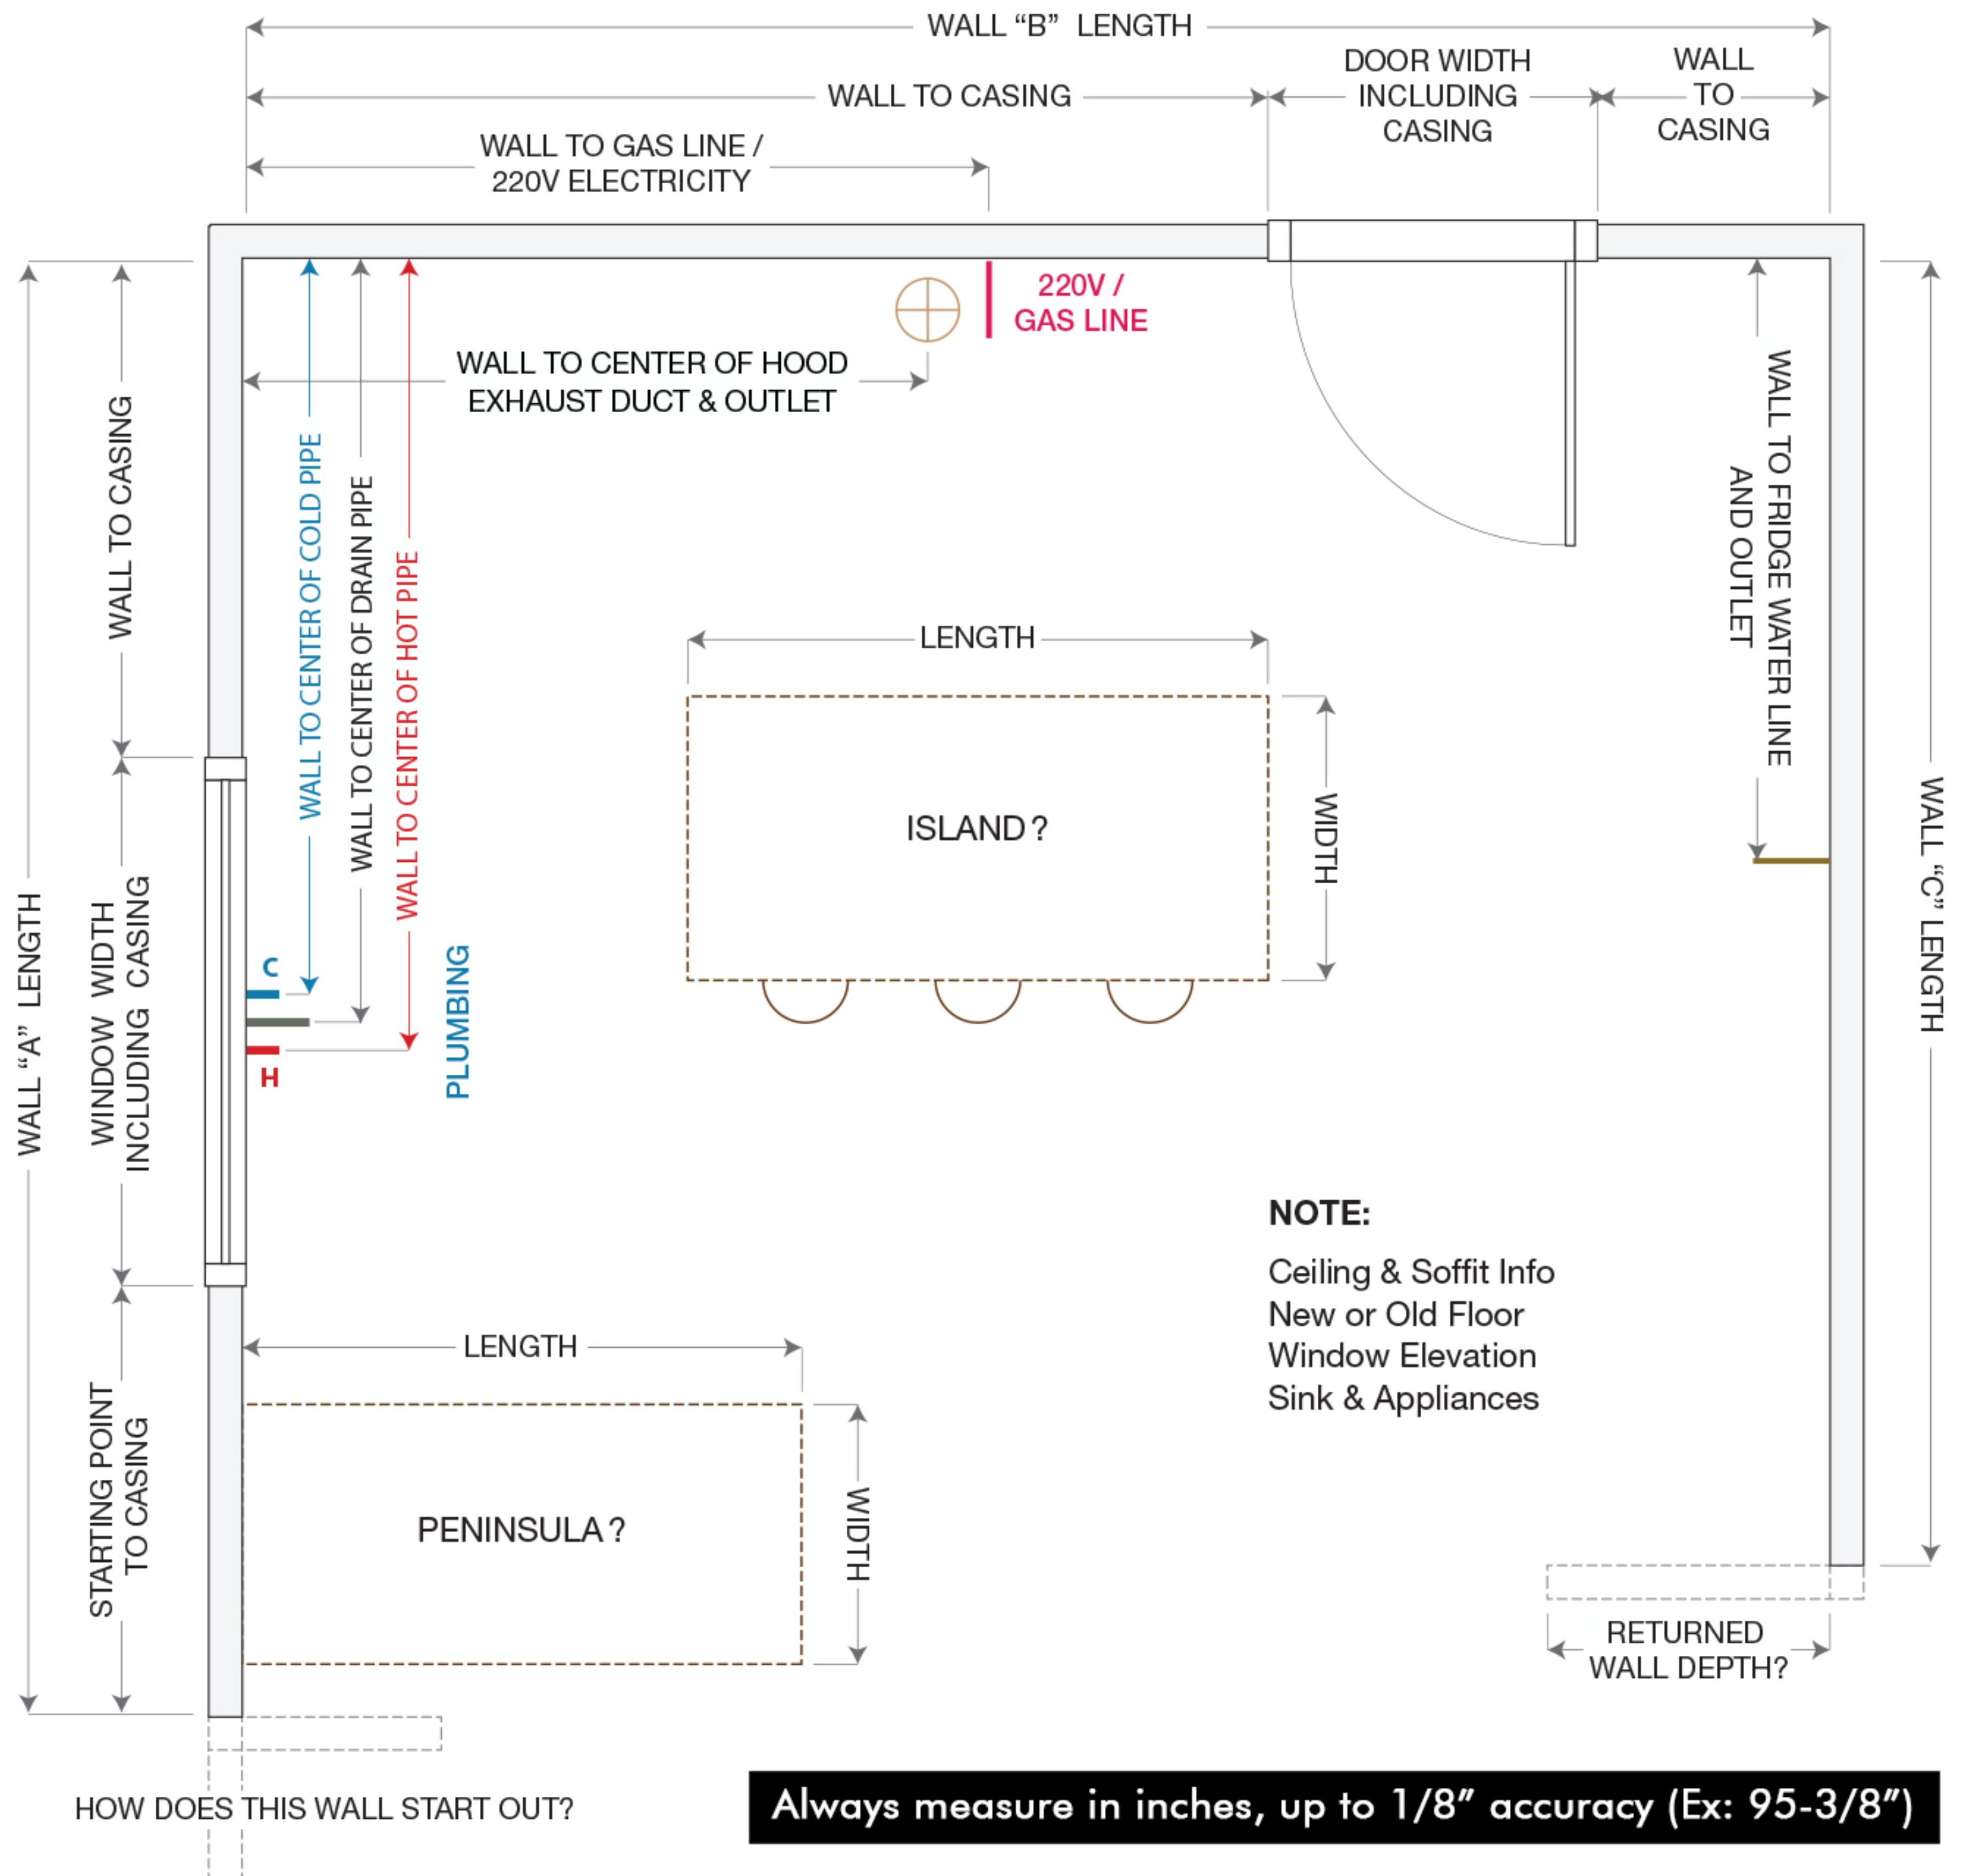 WALL “B” LENGTH
WALL TO CASING
DOOR WIDTH
INCLUDING
CASING
WALL
TO
CASING
WALL TO GAS LINE /
220V ELECTRICITY
220V /
GAS LINE
WALL TO CENTER OF HOOD
EXHAUST DUCT & OUTLET
WALL “A” LENGTH
WALL TO CASING
WINDOW WIDTH
INCLUDING CASING
STARTING POINT
TO CASING
WALL TO CENTER OF COLD PIPE
WALL TO CENTER OF DRAIN PIPE
WALL TO CENTER OF HOT PIPE
C
H
PLUMBING
LENGTH
WIDTH
ISLAND ?
WALL TO FRIDGE WATER LINE
AND OUTLET
WALL “C” LENGTH
NOTE:
Ceiling & Soffit Info
New or Old Floor
Window Elevation
Sink & Appliances
LENGTH
WIDTH
PENINSULA ?
RETURNED
WALL DEPTH?
HOW DOES THIS WALL START OUT?
Always measure in inches, up to 1/8” accuracy (Ex: 95-3/8”)